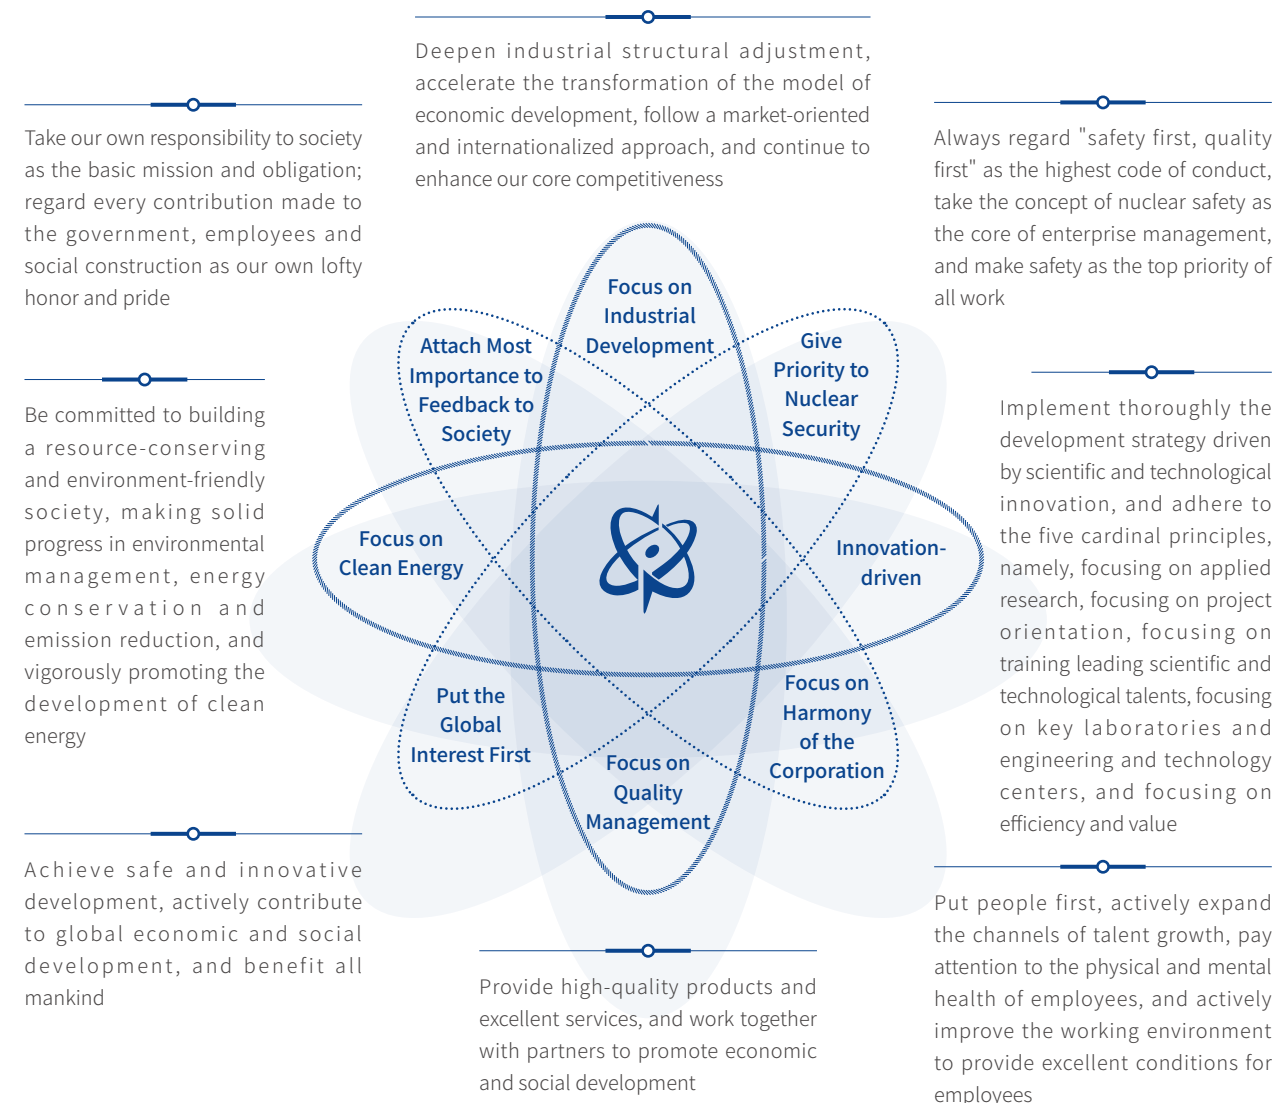 Deepen industrial structural adjustment,
accelerate the transformation of the model of
economic development, follow a market-oriented
and internationalized approach, and continue to
enhance our core competitiveness
Take our own responsibility to society
as the basic mission and obligation;
regard every contribution made to
the government, employees and
social construction as our own lofty
honor and pride
Always regard "safety first, quality
first" as the highest code of conduct,
take the concept of nuclear safety as
the core of enterprise management,
and make safety as the top priority of
all work
Focus on
Industrial
Development
Attach Most
Importance to
Feedback to
Society
Give
Priority to
Nuclear
Security
Be committed to building
a resource-conserving
and environment-friendly
society, making solid
progress in environmental
management, energy
conservation and
emission reduction, and
vigorously promoting the
development of clean
energy
Focus on
Clean Energy
Innovation-
driven
Implement thoroughly the
development strategy driven
by scientific and technological
innovation, and adhere to
the five cardinal principles,
namely, focusing on applied
research, focusing on project
orientation, focusing on
training leading scientific and
technological talents, focusing
on key laboratories and
engineering and technology
centers, and focusing on
efficiency and value
Put the
Global
Interest First
Focus on
Quality
Management
Focus on
Harmony
of the
Corporation
Achieve safe and innovative
development, actively contribute
to global economic and social
development, and benefit all
mankind
Provide high-quality products and
excellent services, and work together
with partners to promote economic
and social development
Put people first, actively expand
the channels of talent growth, pay
attention to the physical and mental
health of employees, and actively
improve the working environment
to provide excellent conditions for
employees